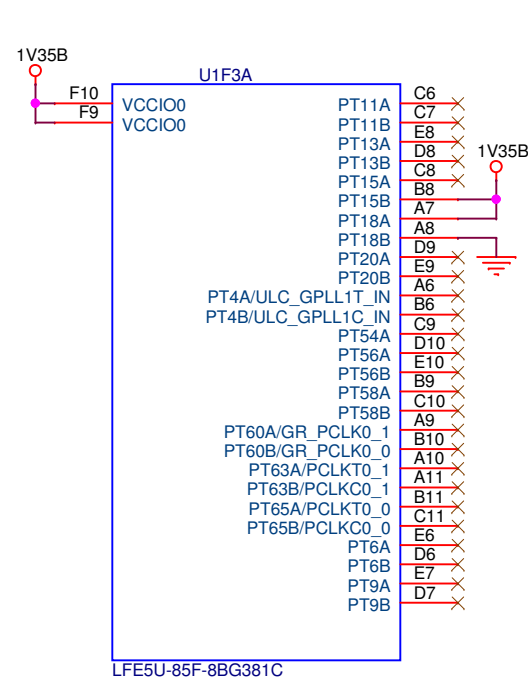 1V35B
U1F3A
F10 VCCIO0
F9 VCCIO0
PT11A C6
PT11B C7
PT13A E8
PT13B D8
PT15A C8
1V35B
PT15B B8
PT18A A7
PT18B A8
PT20A D9
PT20B E9
PT4A/ULC_GPLL1T_IN A6
PT4B/ULC_GPLL1C_IN B6
PT54A C9
PT56A D10
PT56B E10
PT58A B9
PT58B C10
PT60A/GR_PCLK0_1 A9
PT60B/GR_PCLK0_0 B10
PT63A/PCLKT0_1 A10
PT63B/PCLKC0_1 A11
PT65A/PCLKT0_0 B11
PT65B/PCLKC0_0 C11
PT6A E6
PT6B D6
PT9A E7
PT9B D7
LFE5U-85F-8BG381C